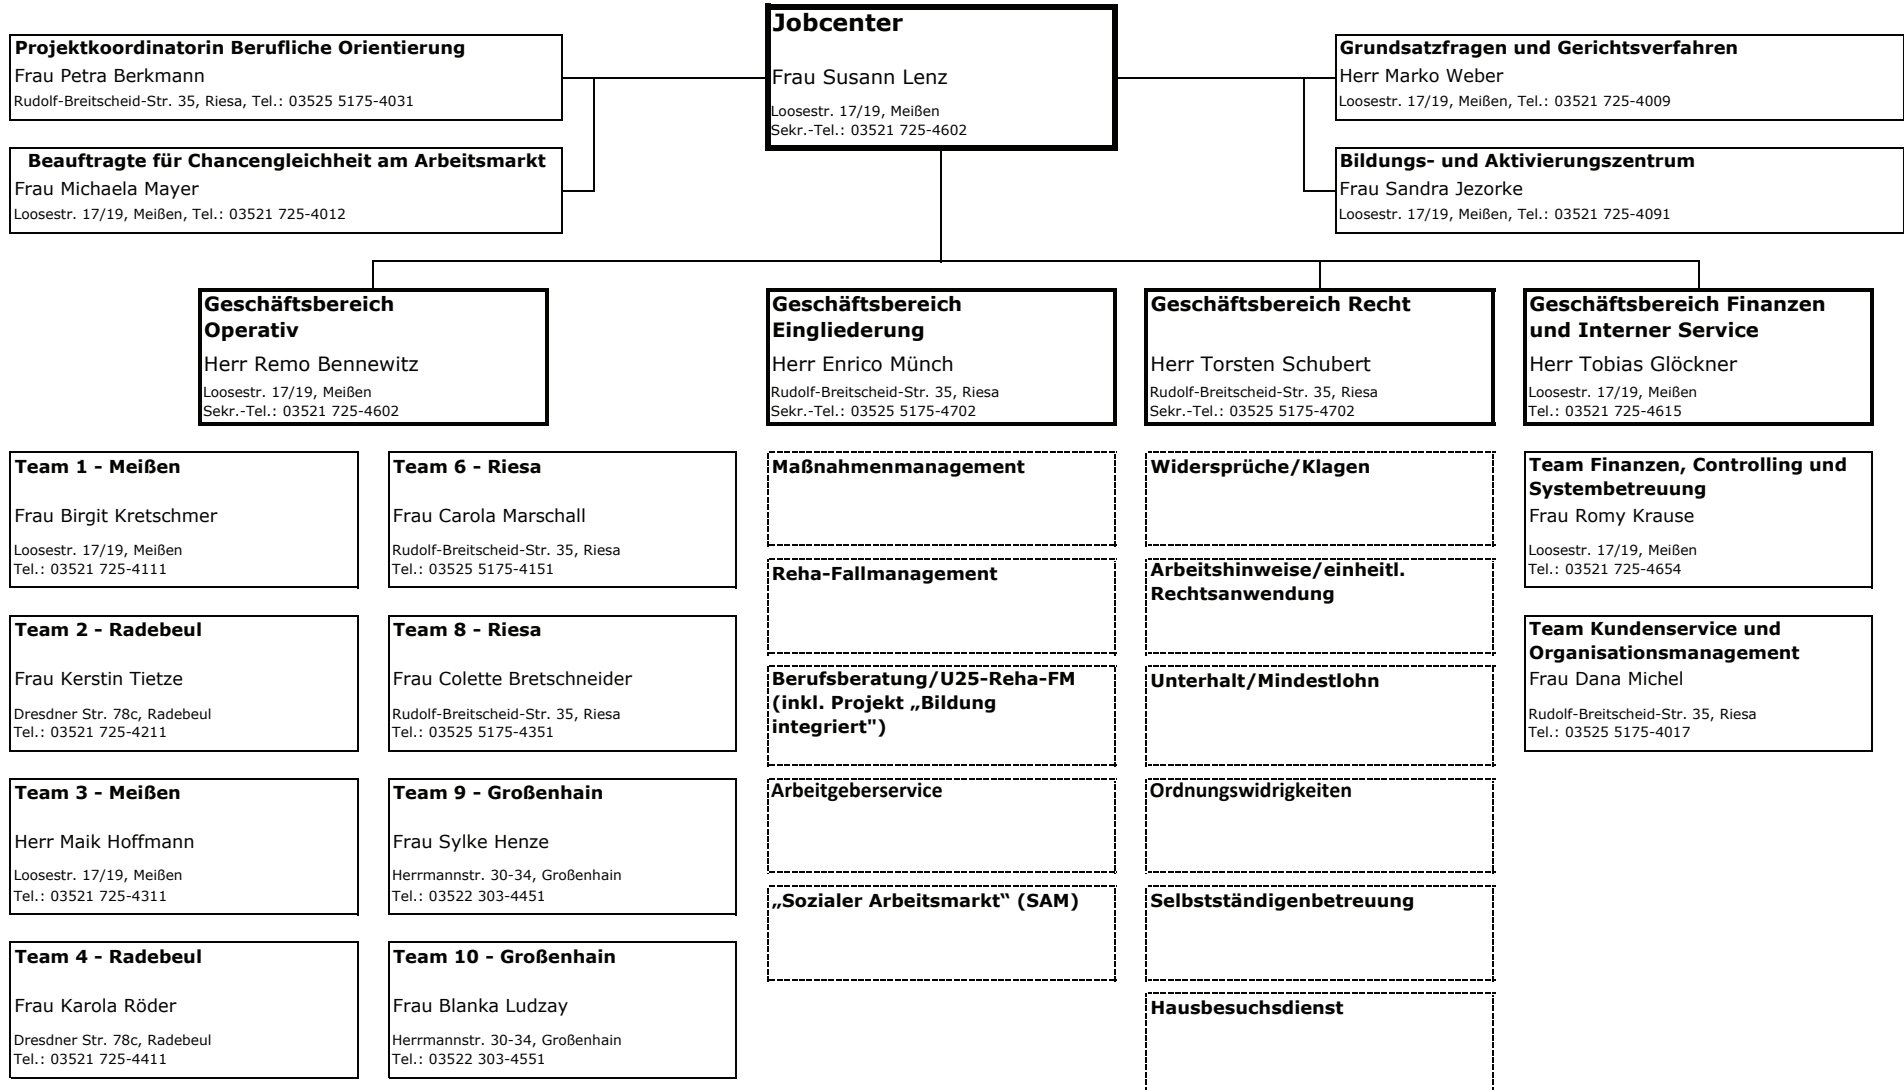 Jobcenter
Frau Susann Lenz
Loosestr. 17/19, Meißen
Sekr.-Tel.: 03521 725-4602
Projektkoordinatorin Berufliche Orientierung
Frau Petra Berkmann
Rudolf-Breitscheid-Str. 35, Riesa, Tel.: 03525 5175-4031
Beauftragte für Chancengleichheit am Arbeitsmarkt
Frau Michaela Mayer
Loosestr. 17/19, Meißen, Tel.: 03521 725-4012
Grundsatzfragen und Gerichtsverfahren
Herr Marko Weber
Loosestr. 17/19, Meißen, Tel.: 03521 725-4009
Bildungs- und Aktivierungszentrum
Frau Sandra Jezorke
Loosestr. 17/19, Meißen, Tel.: 03521 725-4091
Geschäftsbereich
Operativ
Herr Remo Bennewitz
Loosestr. 17/19, Meißen
Sekr.-Tel.: 03521 725-4602
Team 1 - Meißen
Frau Birgit Kretschmer
Loosestr. 17/19, Meißen
Tel.: 03521 725-4111
Team 2 - Radebeul
Frau Kerstin Tietze
Dresdner Str. 78c, Radebeul
Tel.: 03521 725-4211
Team 3 - Meißen
Herr Maik Hoffmann
Loosestr. 17/19, Meißen
Tel.: 03521 725-4311
Team 4 - Radebeul
Frau Karola Röder
Dresdner Str. 78c, Radebeul
Tel.: 03521 725-4411
Team 6 - Riesa
Frau Carola Marschall
Rudolf-Breitscheid-Str. 35, Riesa
Tel.: 03525 5175-4151
Team 8 - Riesa
Frau Colette Bretschneider
Rudolf-Breitscheid-Str. 35, Riesa
Tel.: 03525 5175-4351
Team 9 - Großenhain
Frau Sylke Henze
Herrmannstr. 30-34, Großenhain
Tel.: 03522 303-4451
Team 10 - Großenhain
Frau Blanka Ludzay
Herrmannstr. 30-34, Großenhain
Tel.: 03522 303-4551
Geschäftsbereich
Eingliederung
Herr Enrico Münch
Rudolf-Breitscheid-Str. 35, Riesa
Sekr.-Tel.: 03525 5175-4702
Maßnahmenmanagement
Reha-Fallmanagement
Berufsberatung/U25-Reha-FM
(inkl. Projekt „Bildung
integriert")
Arbeitgeberservice
„Sozialer Arbeitsmarkt“ (SAM)
Geschäftsbereich Recht
Herr Torsten Schubert
Rudolf-Breitscheid-Str. 35, Riesa
Sekr.-Tel.: 03525 5175-4702
Widersprüche/Klagen
Arbeitshinweise/einheitl.
Rechtsanwendung
Unterhalt/Mindestlohn
Ordnungswidrigkeiten
Selbstständigenbetreuung
Hausbesuchsdienst
Geschäftsbereich Finanzen
und Interner Service
Herr Tobias Glöckner
Loosestr. 17/19, Meißen
Tel.: 03521 725-4615
Team Finanzen, Controlling und
Systembetreuung
Frau Romy Krause
Loosestr. 17/19, Meißen
Tel.: 03521 725-4654
Team Kundenservice und
Organisationsmanagement
Frau Dana Michel
Rudolf-Breitscheid-Str. 35, Riesa
Tel.: 03525 5175-4017